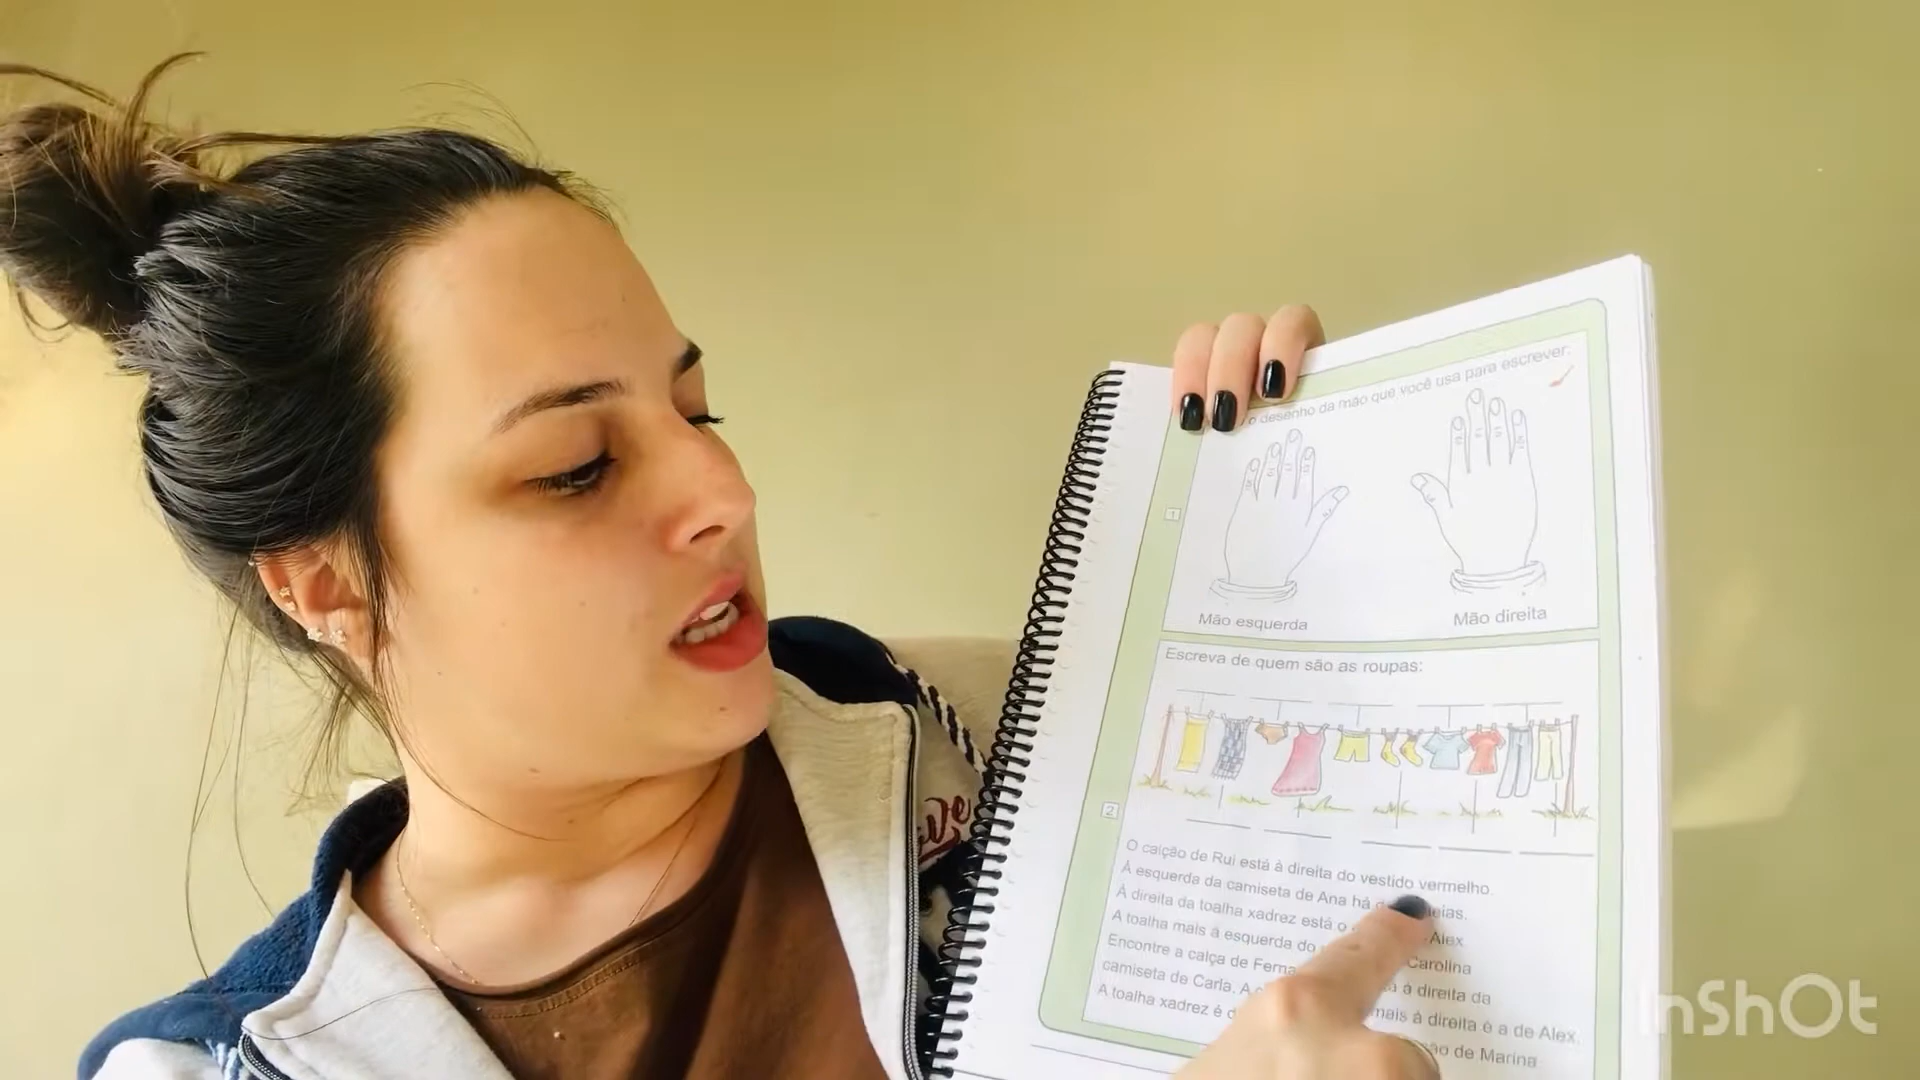 o desenho da mão que você usa para escrever:
1
Mão esquerda
Mão direita
Escreva de quem são as roupas:
2
O calção de Rui está à direita do vestido vermelho.
À esquerda da camiseta de Ana há meias.
À direita da toalha xadrez está o Alex
A toalha mais à esquerda do Carolina
Encontre a calça de à direita da
camiseta de Carla. A mais à direita é a de Alex.
A toalha xadrez é de Marina
InShOt